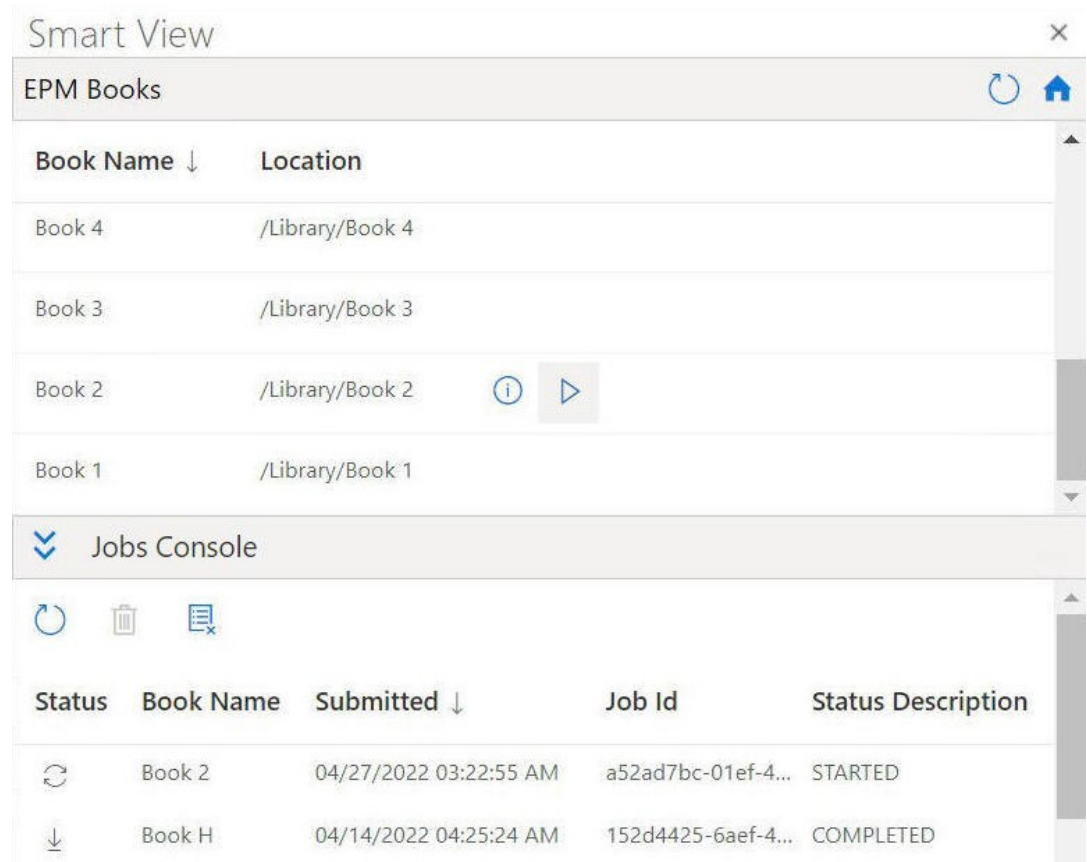 Smart View
EPM Books
Book Name ↓ Location
Book 4 /Library/Book 4
Book 3 /Library/Book 3
Book 2 /Library/Book 2
Book 1 /Library/Book 1
Jobs Console
Status Book Name Submitted ↓ Job Id Status Description
Book 2 04/27/2022 03:22:55 AM a52ad7bc-01ef-4... STARTED
Book H 04/14/2022 04:25:24 AM 152d4425-6aef-4... COMPLETED